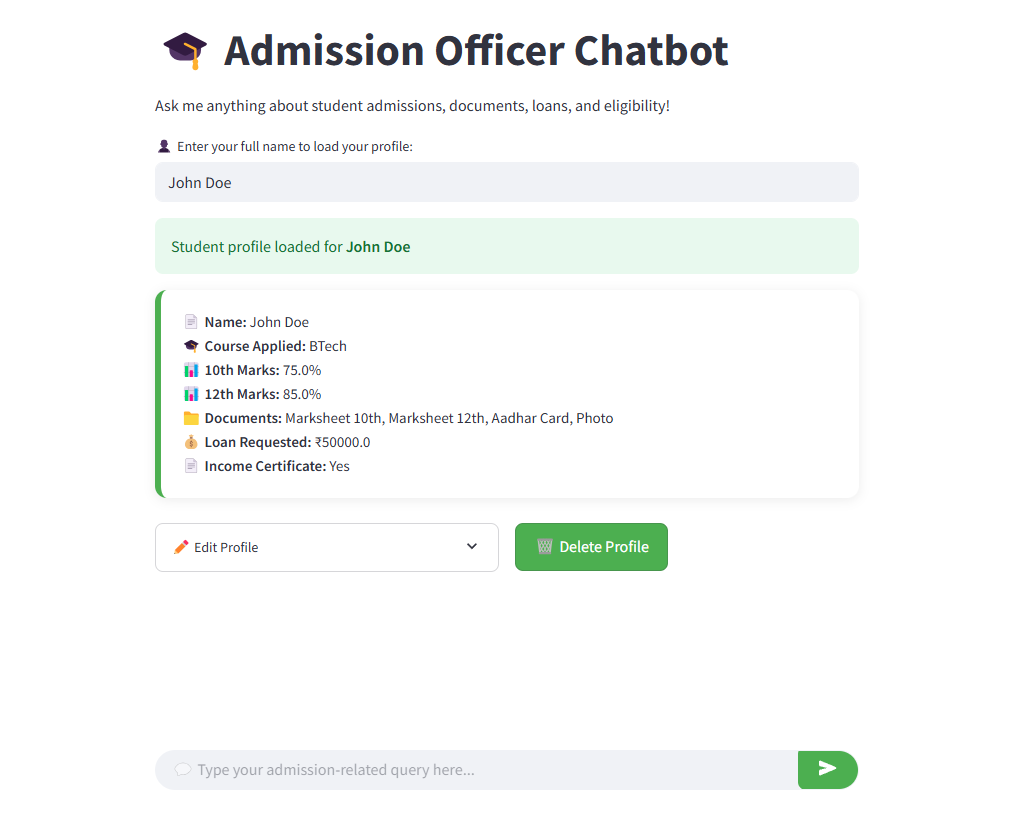 Admission Officer Chatbot
Ask me anything about student admissions, documents, loans, and eligibility!
Enter your full name to load your profile:
John Doe
Student profile loaded for John Doe
Name: John Doe
Course Applied: BTech
10th Marks: 75.0%
12th Marks: 85.0%
Documents: Marksheet 10th, Marksheet 12th, Aadhar Card, Photo
Loan Requested: ₹50000.0
Income Certificate: Yes
Edit Profile
Delete Profile
Type your admission-related query here...